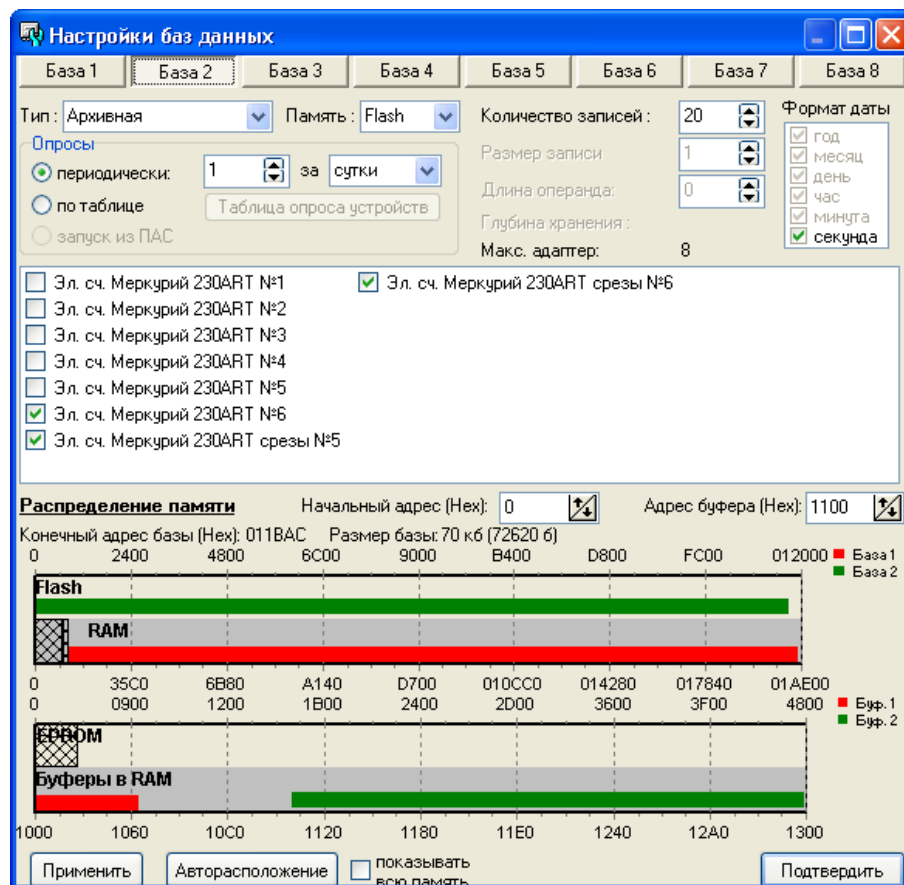 Настройки баз данных
База 1 База 2 База 3 База 4 База 5 База 6 База 7 База 8
Тип : Архивная Память : Flash Количество записей : 20 Формат даты
Опросы Размер записи 1 год
периодически: 1 за сутки месяц
Длина операнда: 0 день
по таблице Таблица опроса устройств час
Глубина хранения : минута
запуск из ПАС Макс. адаптер: 8 секунда
Эл. сч. Меркурий 230ART №1 Эл. сч. Меркурий 230ART срезы №6
Эл. сч. Меркурий 230ART №2
Эл. сч. Меркурий 230ART №3
Эл. сч. Меркурий 230ART №4
Эл. сч. Меркурий 230ART №5
Эл. сч. Меркурий 230ART №6
Эл. сч. Меркурий 230ART срезы №5
Распределение памяти Начальный адрес (Hex): 0 Адрес буфера (Hex): 1100
Конечный адрес базы (Hex): 011BAC Размер базы: 70 кб (72620 б)
0 2400 4800 6C00 9000 B400 D800 FC00 012000 База 1
База 2
Flash
RAM
0 35C0 6B80 A140 D700 010CC0 014280 017840 01AE00
0 0900 1200 1B00 2400 2D00 3600 3F00 4800 Буф. 1
Буф. 2
EPROM
Буферы в RAM
1000 1060 10C0 1120 1180 11E0 1240 12A0 1300
Применить Авторасположение показывать всю память Подтвердить